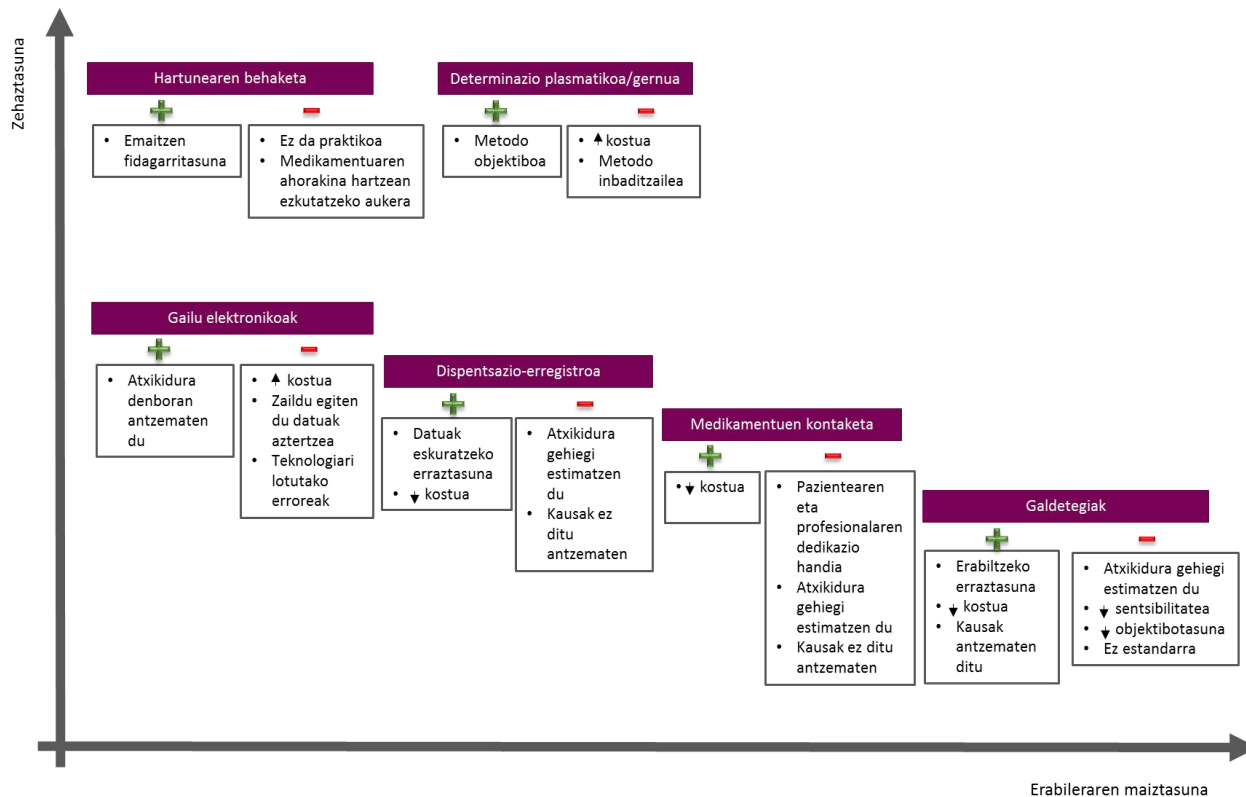 Zehaztasuna
Hartunearen behaketa
• Emaitzen
fidagarritasuna
• Ez da praktikoa
• Medikamentuaren
ahorakina hartzean
ezkutatzeko aukera
Determinazio plasmatikoa/gernua
• Metodo
objektiboa
• ↑ kostua
• Metodo
inbaditzailea
Gailu elektronikoak
• Atxikidura
denboran
antzematen
du
• ↑ kostua
• Zaildu egiten
du datuak
aztertzea
• Teknologiari
lotutako
erroreak
Dispentsazio-erregistroa
• Datuak
eskuratzeko
erraztasuna
• ↓ kostua
• Atxikidura
gehiegi
estimatzen
du
• Kausak ez
ditu
antzematen
Medikamentuen kontaketa
• ↓ kostua
• Pazientearen
eta
profesionalaren
dedikazio
handia
• Atxikidura
gehiegi
estimatzen du
• Kausak ez ditu
antzematen
Galdetegiak
• Erabiltzeko
erraztasuna
• ↓ kostua
• Kausak
antzematen
ditu
• Atxikidura gehiegi
estimatzen du
• ↓ sentsibilitatea
• ↓ objektibotasuna
• Ez estandarra
Erabileraren maiztasuna